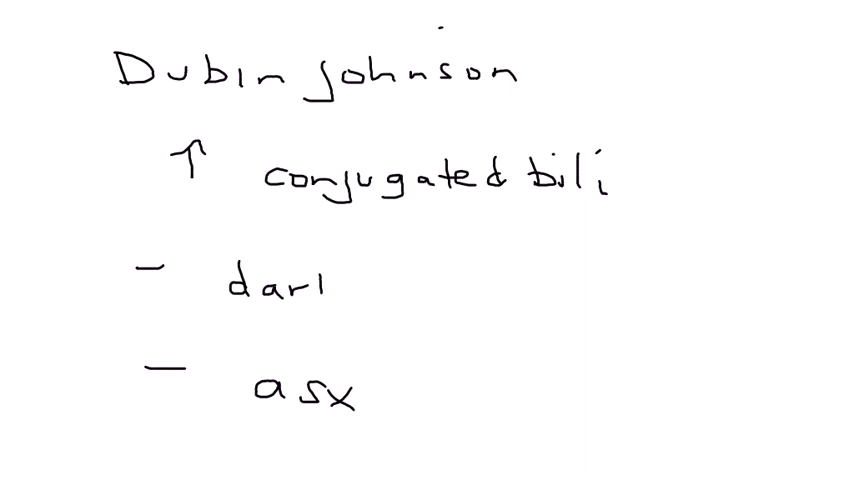 Dubin Johnson
↑ conjugated bili
- darl
- asx